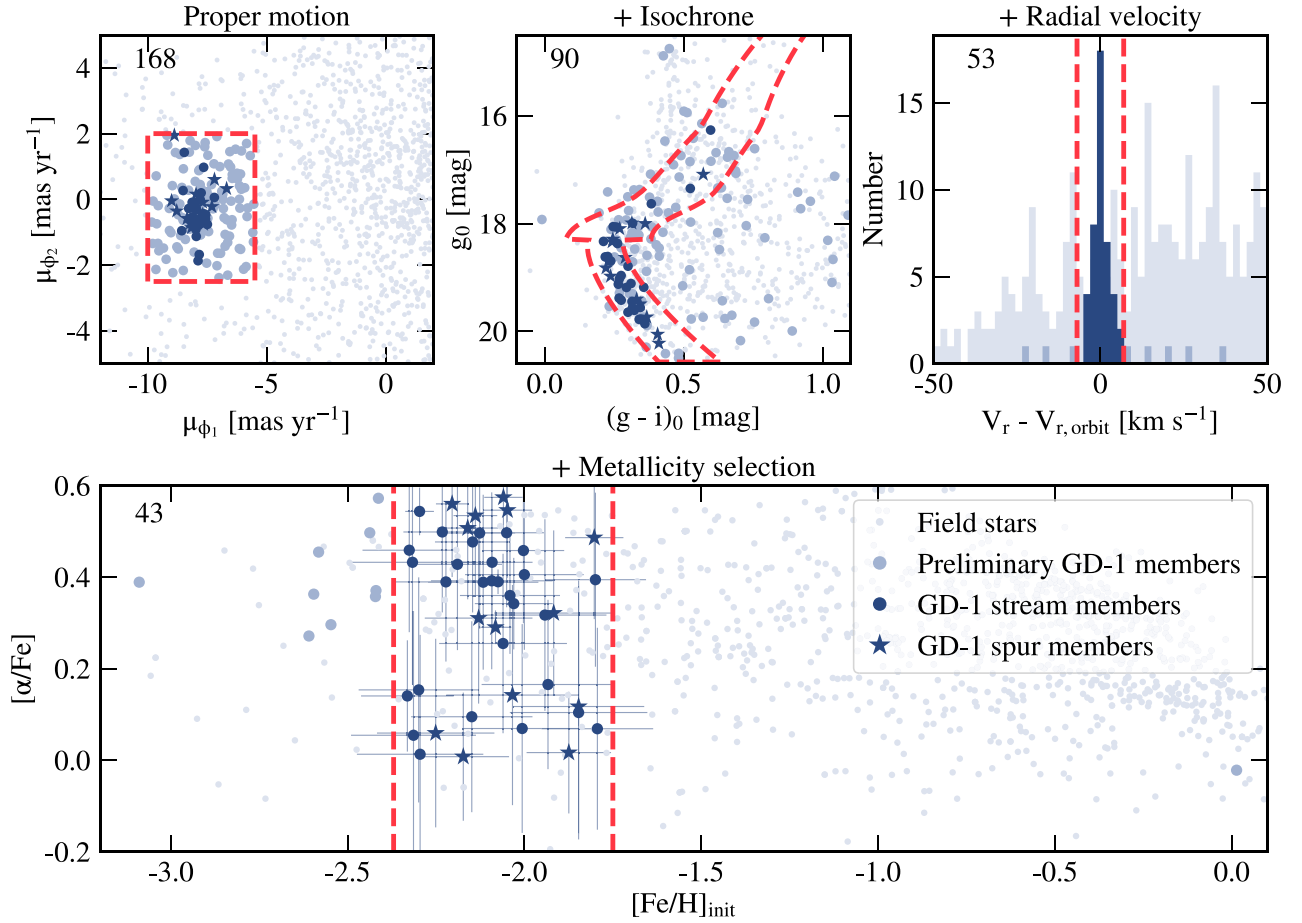 Proper motion
168
4
2
0
-2
-4
-10
-5
0
μϕ₂ [mas yr⁻¹]
μϕ₁ [mas yr⁻¹]
+ Isochrone
90
16
18
20
0.0
0.5
1.0
g₀ [mag]
(g - i)₀ [mag]
+ Radial velocity
53
15
10
5
0
-50
0
50
Number
Vr - Vr, orbit [km s⁻¹]
+ Metallicity selection
43
0.6
0.4
0.2
0.0
-0.2
[α/Fe]
Field stars
Preliminary GD-1 members
GD-1 stream members
GD-1 spur members
-3.0
-2.5
-2.0
-1.5
-1.0
-0.5
0.0
[Fe/H]init